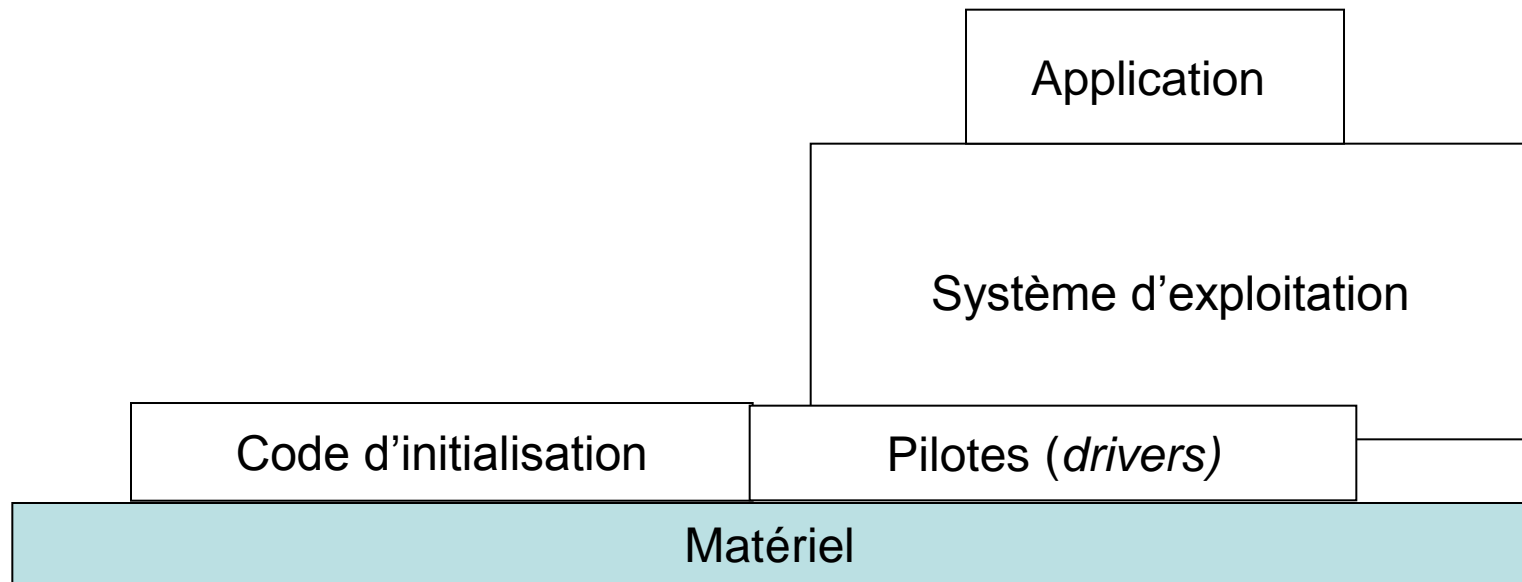 Application
Système d’exploitation
Code d’initialisation
Pilotes (drivers)
Matériel